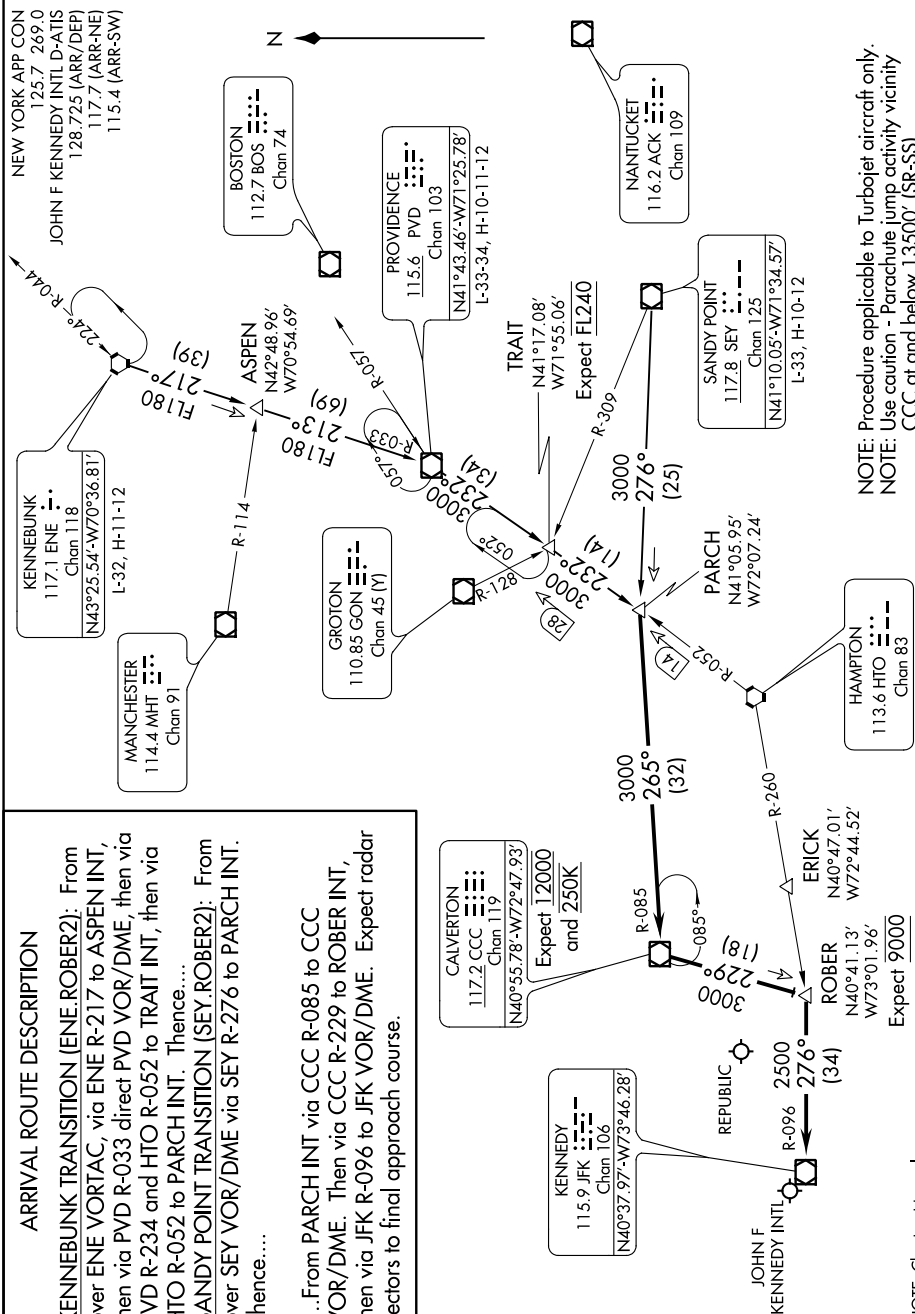 ARRIVAL ROUTE DESCRIPTION
KENNEBUNK TRANSITION (ENE.ROBER2): From
over ENE VORTAC, via ENE R-217 to ASPEN INT,
then via PVD R-033 direct PVD VOR/DME, then via
PVD R-234 and HTO R-052 to TRAIT INT, then via
HTO R-052 to PARCH INT. Thence....
SANDY POINT TRANSITION (SEY.ROBER2): From
over SEY VOR/DME via SEY R-276 to PARCH INT.
Thence....
...From PARCH INT via CCC R-085 to CCC
VOR/DME. Then via CCC R-229 to ROBER INT,
then via JFK R-096 to JFK VOR/DME. Expect radar
vectors to final approach course.
NEW YORK APP CON
125.7 269.0
JOHN F KENNEDY INTL D-ATIS
128.725 (ARR/DEP)
117.7 (ARR-NE)
115.4 (ARR-SW)
N
KENNEBUNK
117.1 ENE
Chan 118
N43°25.54'-W70°36.81'
L-32, H-11-12
R-044
224°
FL180
217°
(39)
MANCHESTER
114.4 MHT
Chan 91
R-114
ASPEN
N42°48.96'
W70°54.69'
FL180
213°
(69)
BOSTON
112.7 BOS
Chan 74
R-057
R-033
057°
PROVIDENCE
115.6 PVD
Chan 103
N41°43.46'-W71°25.78'
L-33-34, H-10-11-12
3000
232°
(34)
GROTON
110.85 GON
Chan 45 (Y)
R-128
052°
TRAIT
N41°17.08'
W71°55.06'
Expect FL240
R-309
NANTUCKET
116.2 ACK
Chan 109
SANDY POINT
117.8 SEY
Chan 125
N41°10.05'-W71°34.57'
L-33, H-10-12
3000
232°
(14)
28
3000
276°
(25)
PARCH
N41°05.95'
W72°07.24'
14
R-052
HAMPTON
113.6 HTO
Chan 83
3000
265°
(32)
CALVERTON
117.2 CCC
Chan 119
N40°55.78'-W72°47.93'
Expect 12000
and 250K
R-085
085°
3000
229°
(18)
R-260
ERICK
N40°47.01'
W72°44.52'
ROBER
N40°41.13'
W73°01.96'
Expect 9000
REPUBLIC
2500
276°
(34)
R-096
KENNEDY
115.9 JFK
Chan 106
N40°37.97'-W73°46.28'
JOHN F
KENNEDY INTL
NOTE: Procedure applicable to Turbojet aircraft only.
NOTE: Use caution - Parachute jump activity vicinity
CCC at and below 13500' (SR-SS)